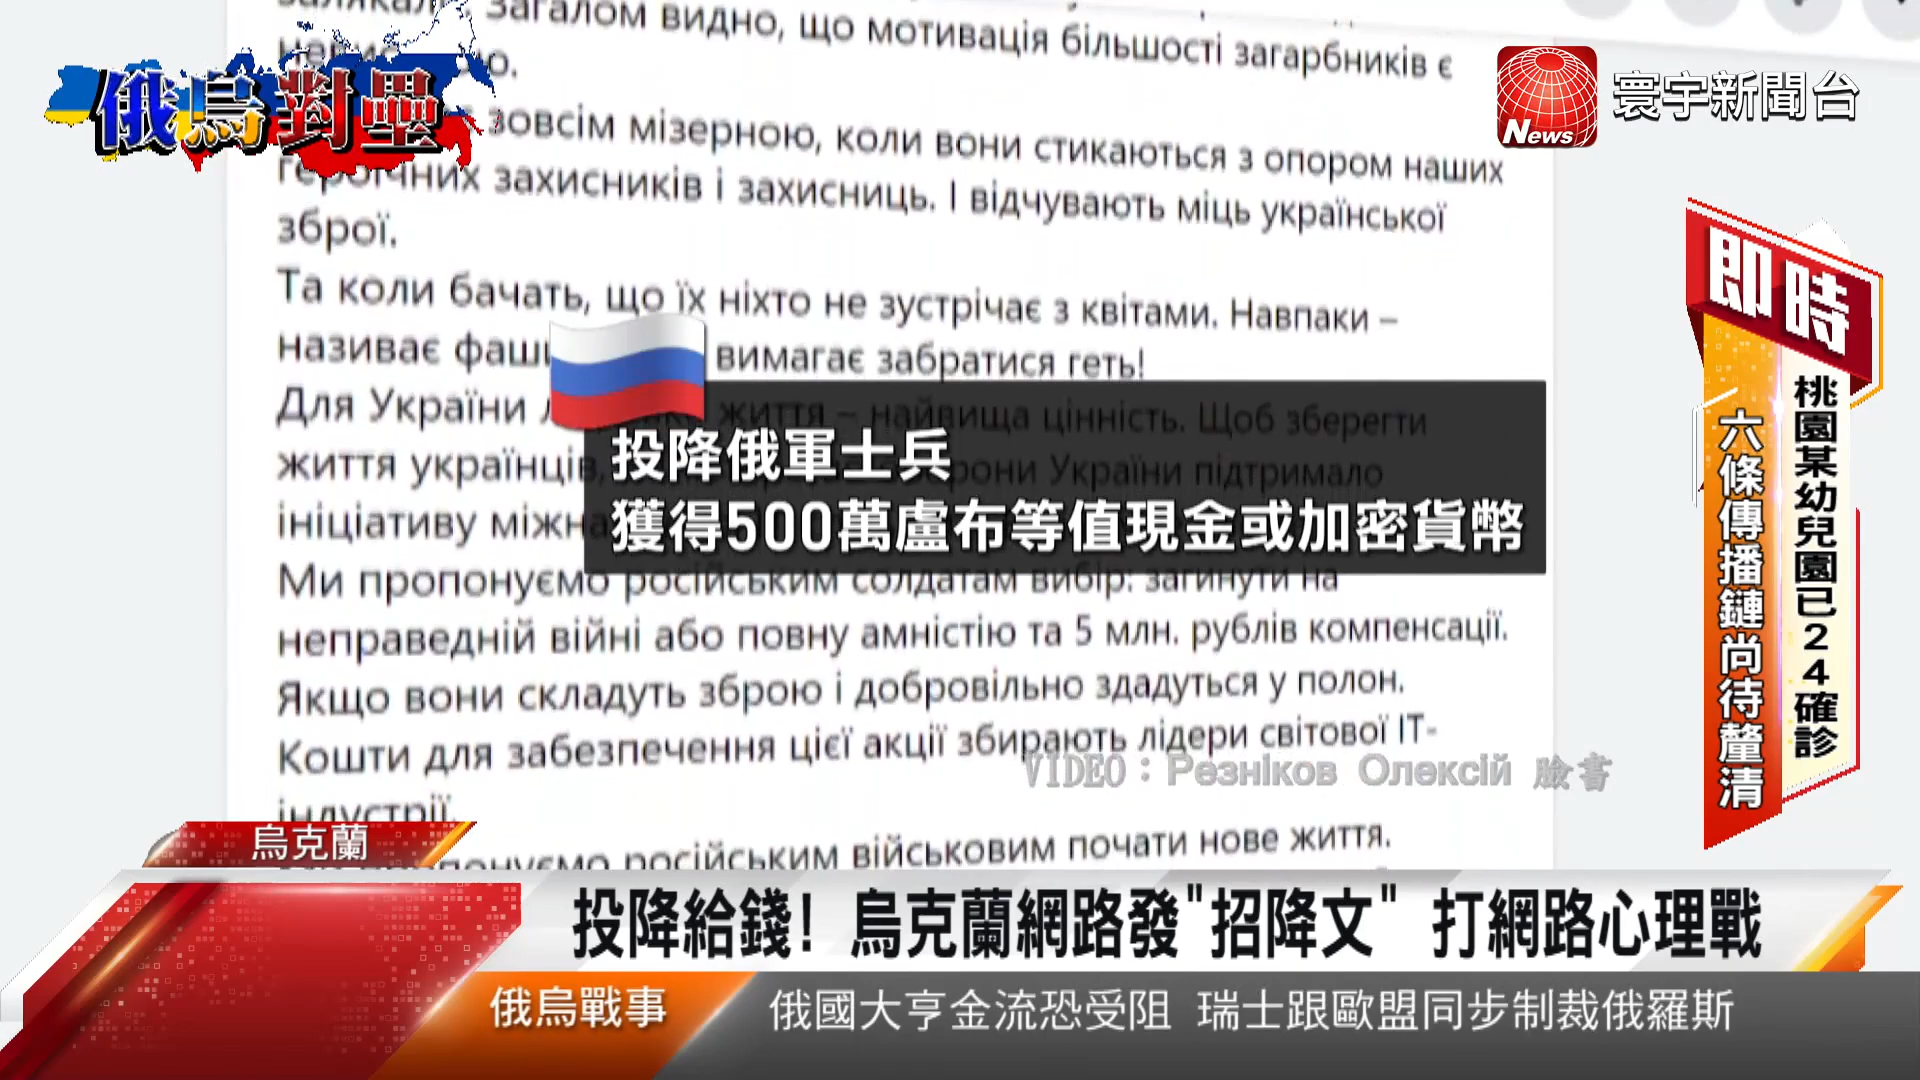 залякали. Загалом видно, що мотивація більшості загарбників є
俄烏對壘
News
寰宇新聞台
зовсім мізерною, коли вони стикаються з опором наших
героїчних захисників і захисниць. І відчувають міць української
зброї.
Та коли бачать, що їх ніхто не зустрічає з квітами. Навпаки –
називає вимагає забратися геть!
Для України життя – найвища цінність. Щоб зберегти
життя українців, України підтримало
ініціативу
投降俄軍士兵
獲得500萬盧布等值現金或加密貨幣
Ми пропонуємо російським солдатам вибір: загинути на
неправедній війні або повну амністію та 5 млн. рублів компенсації.
Якщо вони складуть зброю і добровільно здадуться у полон.
Кошти для забезпечення цієї акції збирають лідери світової ІТ-
індустрії.
російським військовим почати нове життя.
VIDEO：Резніков Олексій 臉書
即時
桃園某幼兒園已24確診
六條傳播鏈尚待釐清
烏克蘭
投降給錢! 烏克蘭網路發"招降文" 打網路心理戰
俄烏戰事
俄國大亨金流恐受阻 瑞士跟歐盟同步制裁俄羅斯